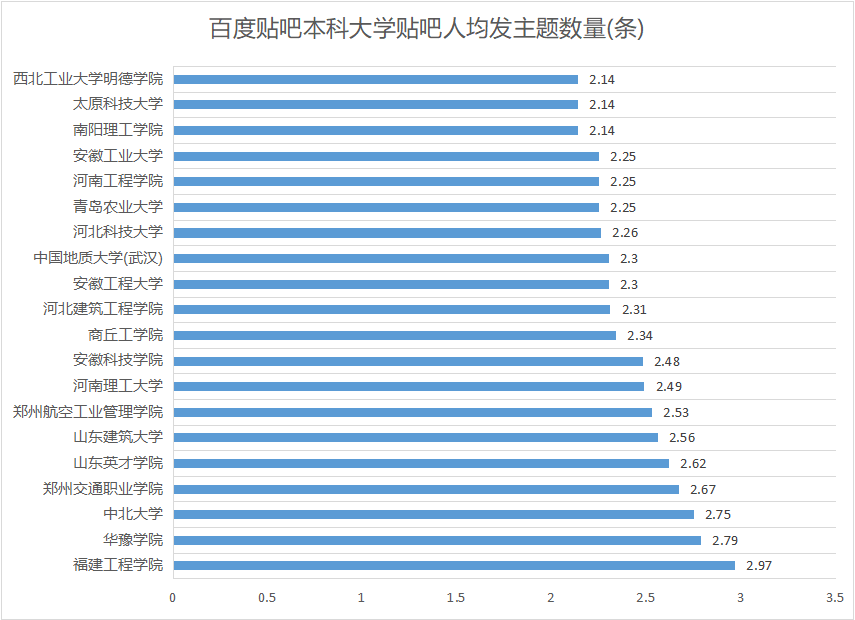 百度贴吧本科大学贴吧人均发主题数量(条)
西北工业大学明德学院 2.14
太原科技大学 2.14
南阳理工学院 2.14
安徽工业大学 2.25
河南工程学院 2.25
青岛农业大学 2.25
河北科技大学 2.26
中国地质大学(武汉) 2.3
安徽工程大学 2.3
河北建筑工程学院 2.31
商丘工学院 2.34
安徽科技学院 2.48
河南理工大学 2.49
郑州航空工业管理学院 2.53
山东建筑大学 2.56
山东英才学院 2.62
郑州交通职业学院 2.67
中北大学 2.75
华豫学院 2.79
福建工程学院 2.97
0 0.5 1 1.5 2 2.5 3 3.5